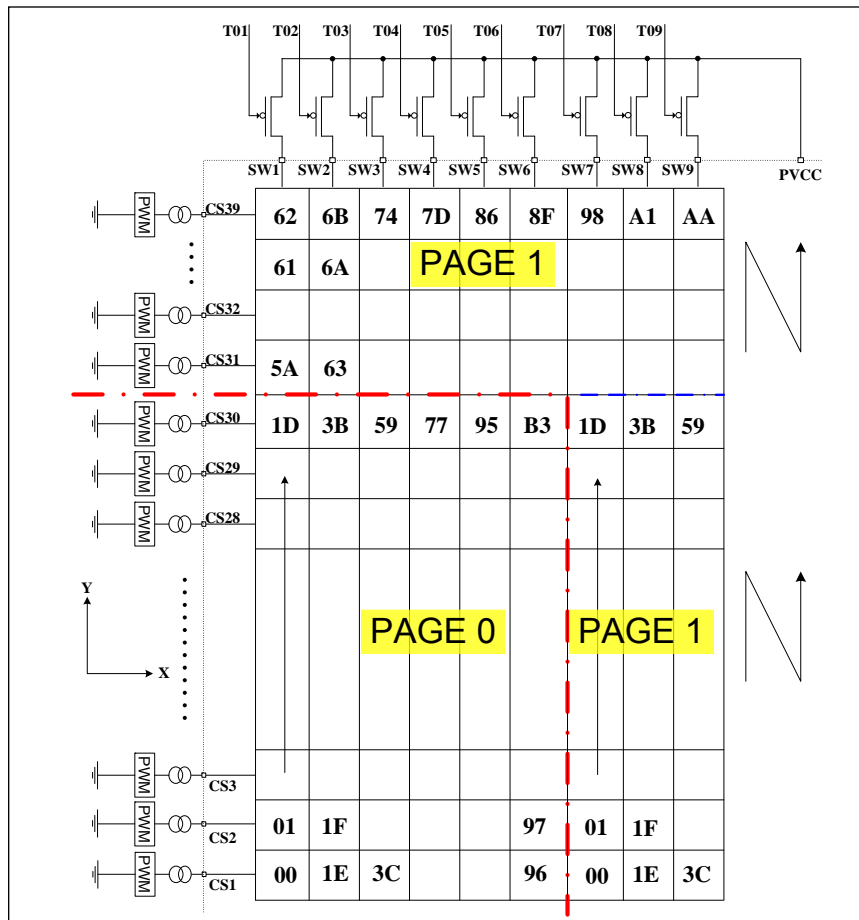 T01 T02 T03 T04 T05 T06 T07 T08 T09
SW1 SW2 SW3 SW4 SW5 SW6 SW7 SW8 SW9 PVCC
PWM CS39 62 6B 74 7D 86 8F 98 A1 AA
61 6A PAGE 1
PWM CS32
PWM CS31 5A 63
PWM CS30 1D 3B 59 77 95 B3 1D 3B 59
PWM CS29
PWM CS28
Y
X
PAGE 0 PAGE 1
PWM CS3
PWM CS2 01 1F 97 01 1F
PWM CS1 00 1E 3C 96 00 1E 3C